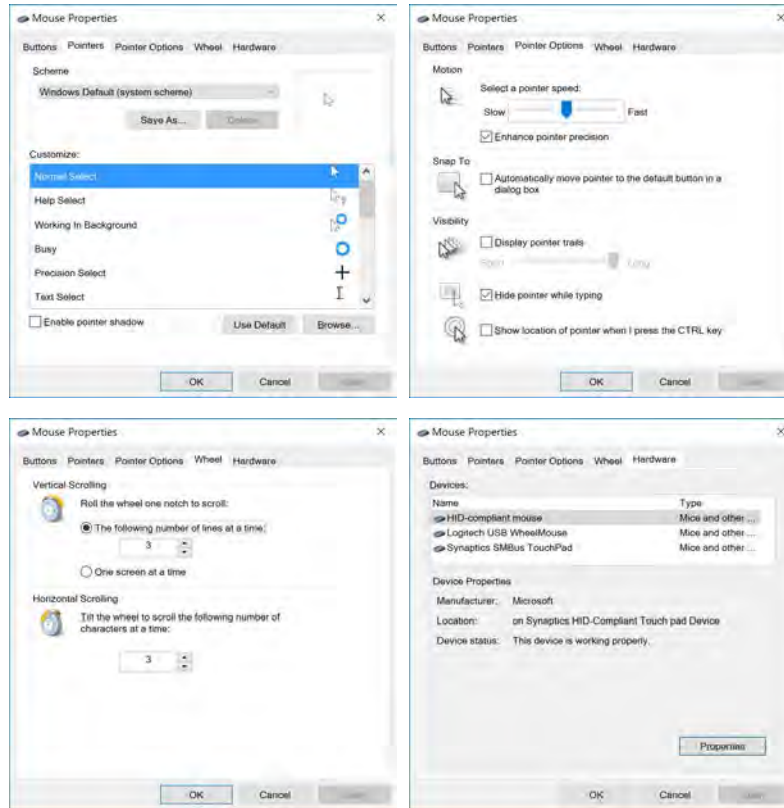 Mouse Properties
Buttons Pointers Pointer Options Wheel Hardware
Scheme
Windows Default (system scheme)
Save As... Delete
Customize:
Normal Select
Help Select
Working In Background
Busy
Precision Select
Text Select
Enable pointer shadow
Use Default Browse...
OK Cancel
Mouse Properties
Buttons Pointers Pointer Options Wheel Hardware
Motion
Select a pointer speed:
Slow Fast
Enhance pointer precision
Snap To
Automatically move pointer to the default button in a
dialog box
Visibility
Display pointer trails
Short Long
Hide pointer while typing
Show location of pointer when I press the CTRL key
OK Cancel
Mouse Properties
Buttons Pointers Pointer Options Wheel Hardware
Vertical Scrolling
Roll the wheel one notch to scroll:
The following number of lines at a time:
3
One screen at a time
Horizontal Scrolling
Tilt the wheel to scroll the following number of
characters at a time:
3
OK Cancel
Mouse Properties
Buttons Pointers Pointer Options Wheel Hardware
Devices:
Name Type
HID-compliant mouse Mice and other ...
Logitech USB WheelMouse Mice and other ...
Synaptics SMBus TouchPad Mice and other ...
Device Properties
Manufacturer: Microsoft
Location: on Synaptics HID-Compliant Touch pad Device
Device status: This device is working properly.
Properties
OK Cancel